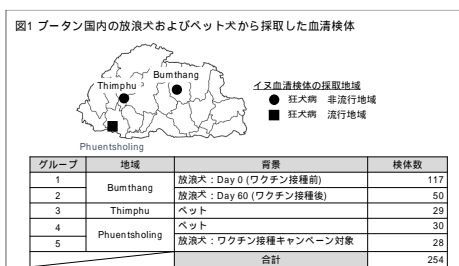 図1 ブータン国内の放浪犬およびペット犬から採取した血清検体
Bumthang
Thimphu
Phuentsholing
イヌ血清検体の採取地域
● 狂犬病 非流行地域
■ 狂犬病 流行地域
グループ 地域 背景 検体数
1 Bumthang 放浪犬：Day 0 (ワクチン接種前) 117
2 放浪犬：Day 60 (ワクチン接種後) 50
3 Thimphu ペット 29
4 Phuentsholing ペット 30
5 放浪犬：ワクチン接種キャンペーン対象 28
合計 254